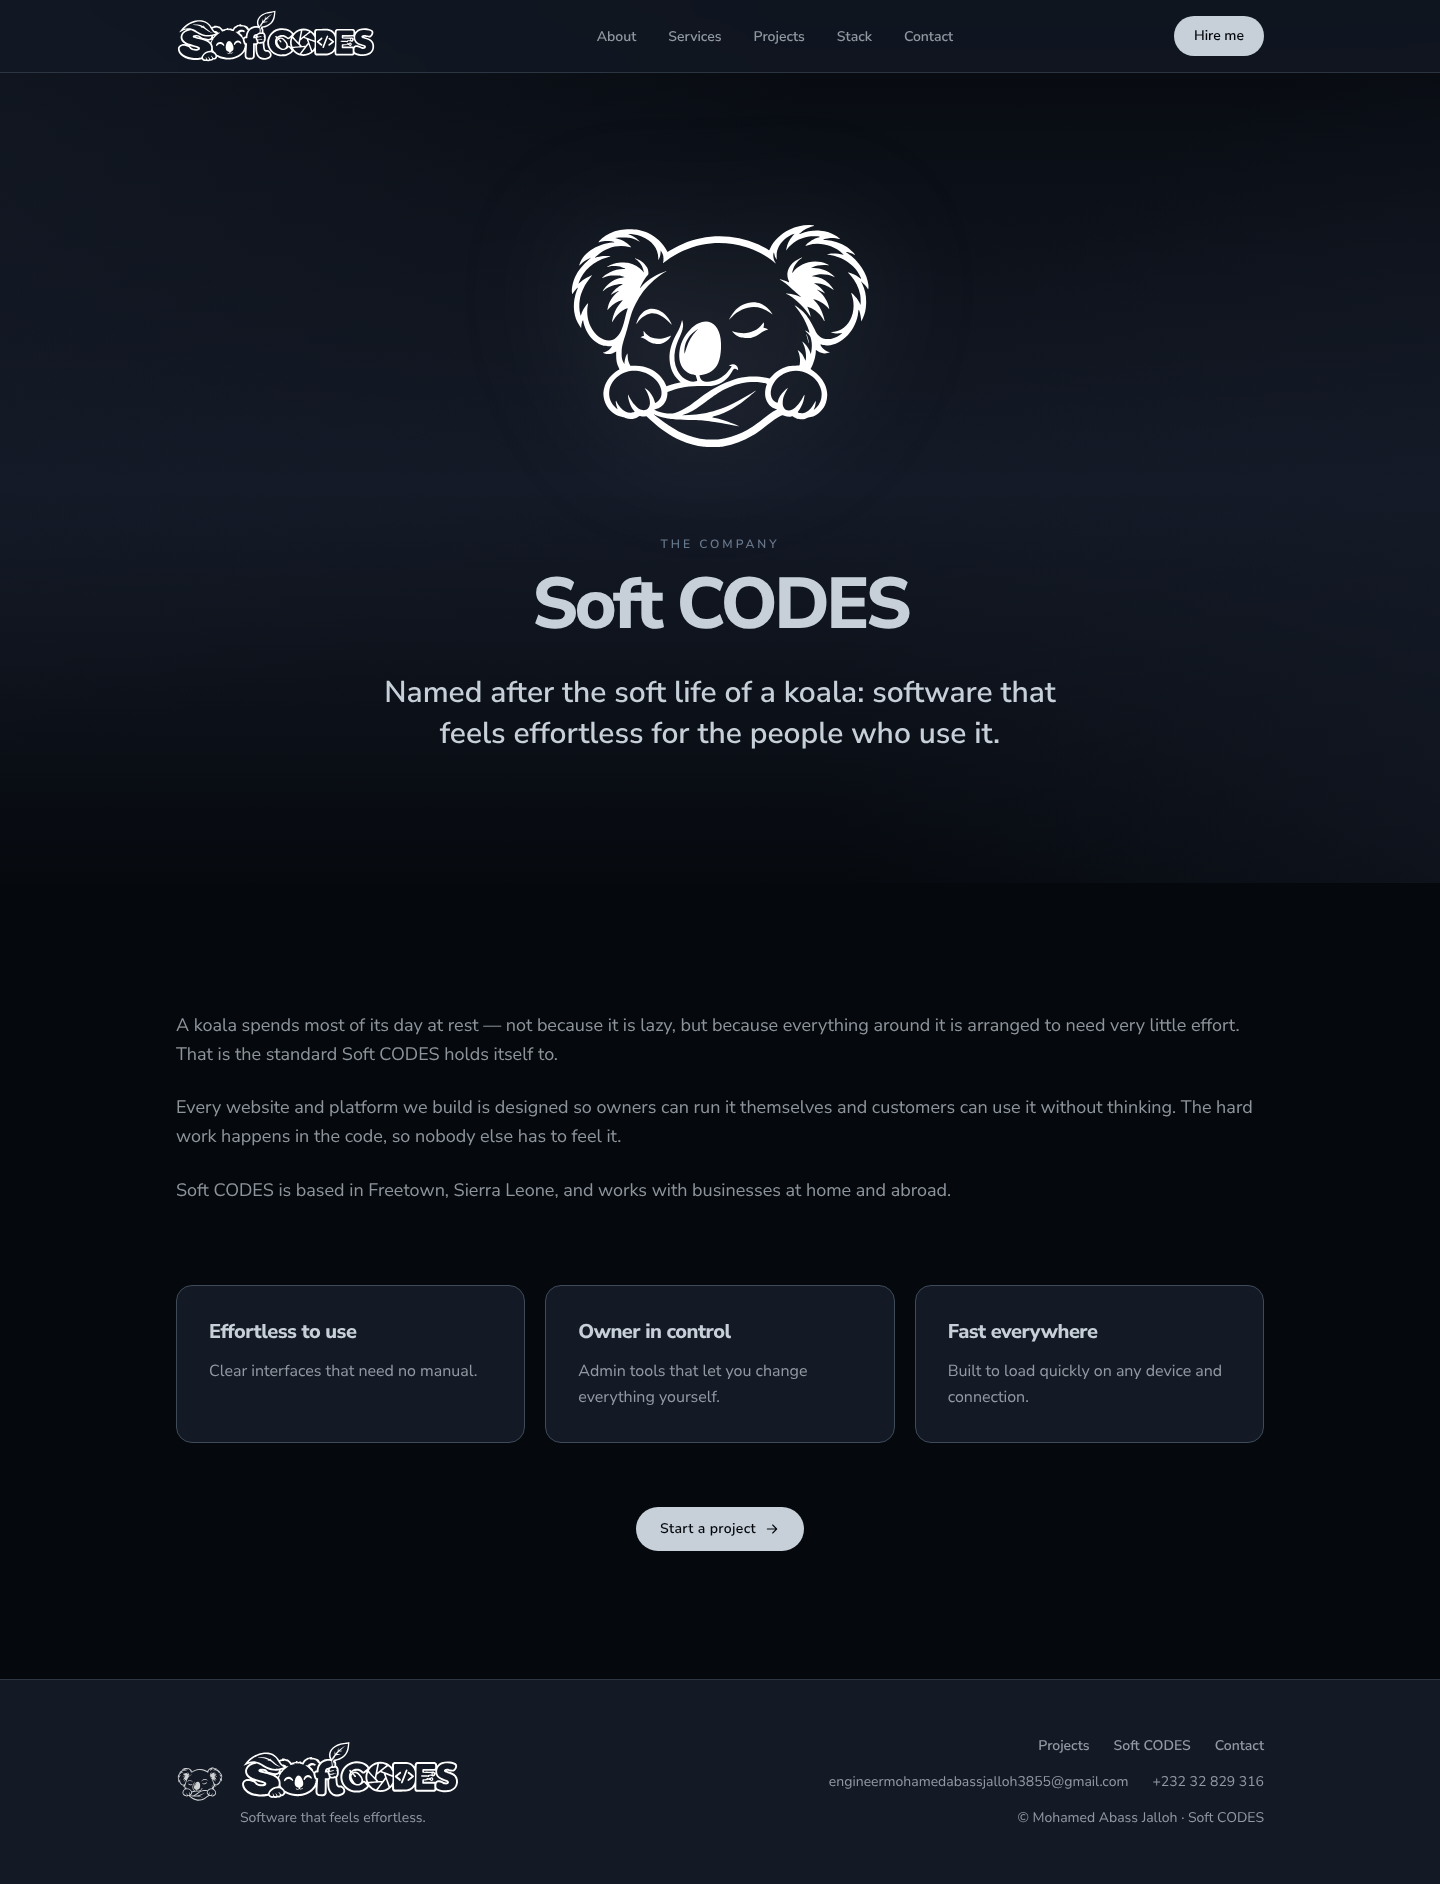 Soft CODES
About
Services
Projects
Stack
Contact
Hire me
THE COMPANY
Soft CODES
Named after the soft life of a koala: software that
feels effortless for the people who use it.
A koala spends most of its day at rest — not because it is lazy, but because everything around it is arranged to need very little effort.
That is the standard Soft CODES holds itself to.
Every website and platform we build is designed so owners can run it themselves and customers can use it without thinking. The hard
work happens in the code, so nobody else has to feel it.
Soft CODES is based in Freetown, Sierra Leone, and works with businesses at home and abroad.
Effortless to use
Clear interfaces that need no manual.
Owner in control
Admin tools that let you change
everything yourself.
Fast everywhere
Built to load quickly on any device and
connection.
Start a project →
Soft CO</>DES
Software that feels effortless.
Projects
Soft CODES
Contact
engineermohamedabassjalloh3855@gmail.com
+232 32 829 316
© Mohamed Abass Jalloh · Soft CODES